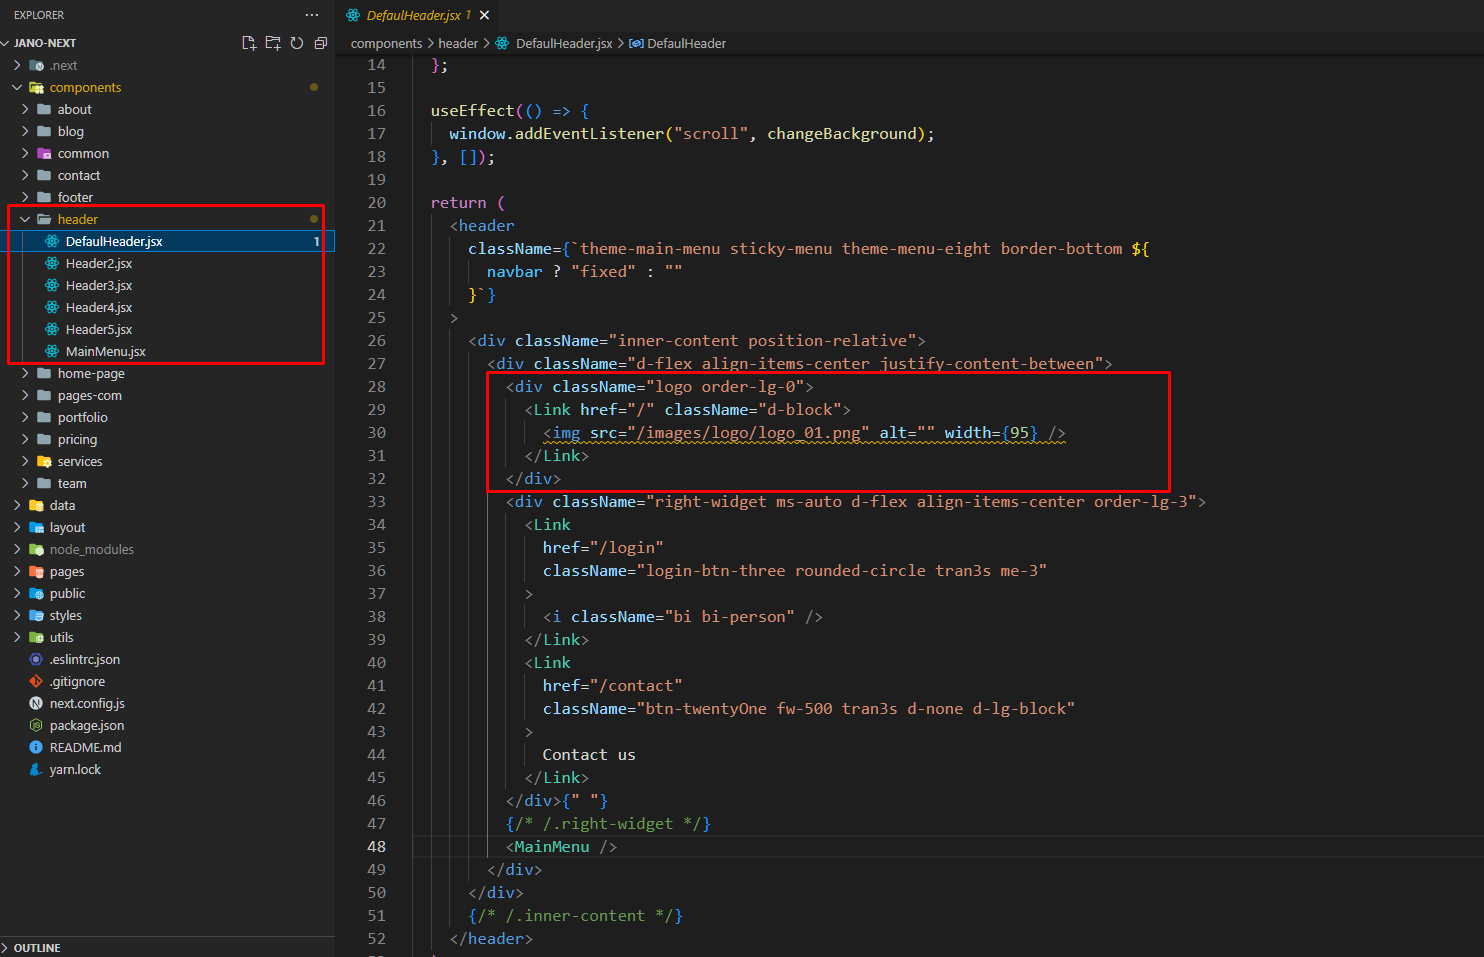 EXPLORER
JANO-NEXT
.next
components
about
blog
common
contact
footer
header
DefaulHeader.jsx 1
Header2.jsx
Header3.jsx
Header4.jsx
Header5.jsx
MainMenu.jsx
home-page
pages-com
portfolio
pricing
services
team
data
layout
node_modules
pages
public
styles
utils
.eslintrc.json
.gitignore
next.config.js
package.json
README.md
yarn.lock
OUTLINE
DefaulHeader.jsx 1
components > header > DefaulHeader.jsx > DefaulHeader
14 };
15
16 useEffect(() => {
17 window.addEventListener("scroll", changeBackground);
18 }, []);
19
20 return (
21 <header
22 className={`theme-main-menu sticky-menu theme-menu-eight border-bottom ${
23 navbar ? "fixed" : ""
24 }`}
25 >
26 <div className="inner-content position-relative">
27 <div className="d-flex align-items-center justify-content-between">
28 <div className="logo order-lg-0">
29 <Link href="/" className="d-block">
30 <img src="/images/logo/logo_01.png" alt="" width={95} />
31 </Link>
32 </div>
33 <div className="right-widget ms-auto d-flex align-items-center order-lg-3">
34 <Link
35 href="/login"
36 className="login-btn-three rounded-circle tran3s me-3"
37 >
38 <i className="bi bi-person" />
39 </Link>
40 <Link
41 href="/contact"
42 className="btn-twentyOne fw-500 tran3s d-none d-lg-block"
43 >
44 Contact us
45 </Link>
46 </div>{" "}
47 {/* /.right-widget */}
48 <MainMenu />
49 </div>
50 </div>
51 {/* /.inner-content */}
52 </header>